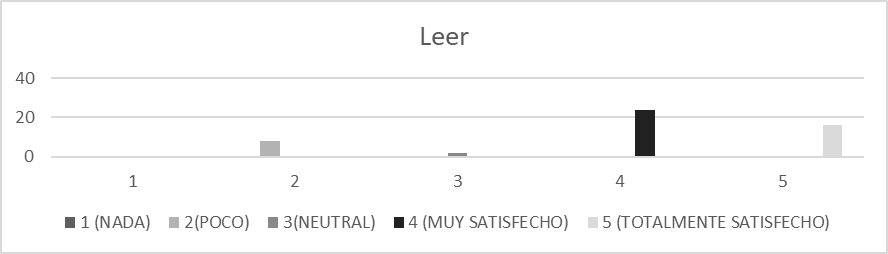 Leer
40
20
0
1 2 3 4 5
1 (NADA) 2(POCO) 3(NEUTRAL) 4 (MUY SATISFECHO) 5 (TOTALMENTE SATISFECHO)